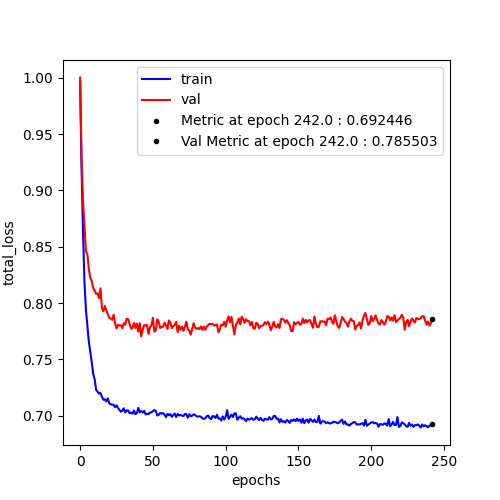 train
val
Metric at epoch 242.0 : 0.692446
Val Metric at epoch 242.0 : 0.785503
1.00
0.95
0.90
0.85
0.80
0.75
0.70
total_loss
0
50
100
150
200
250
epochs